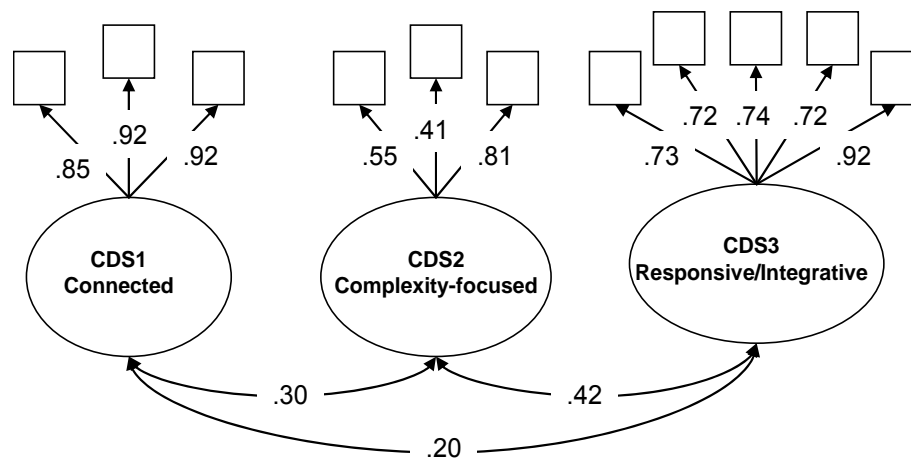 .85
.92
.92
.55
.41
.81
.73
.72
.74
.72
.92
CDS1
Connected
CDS2
Complexity-focused
CDS3
Responsive/Integrative
.30
.42
.20